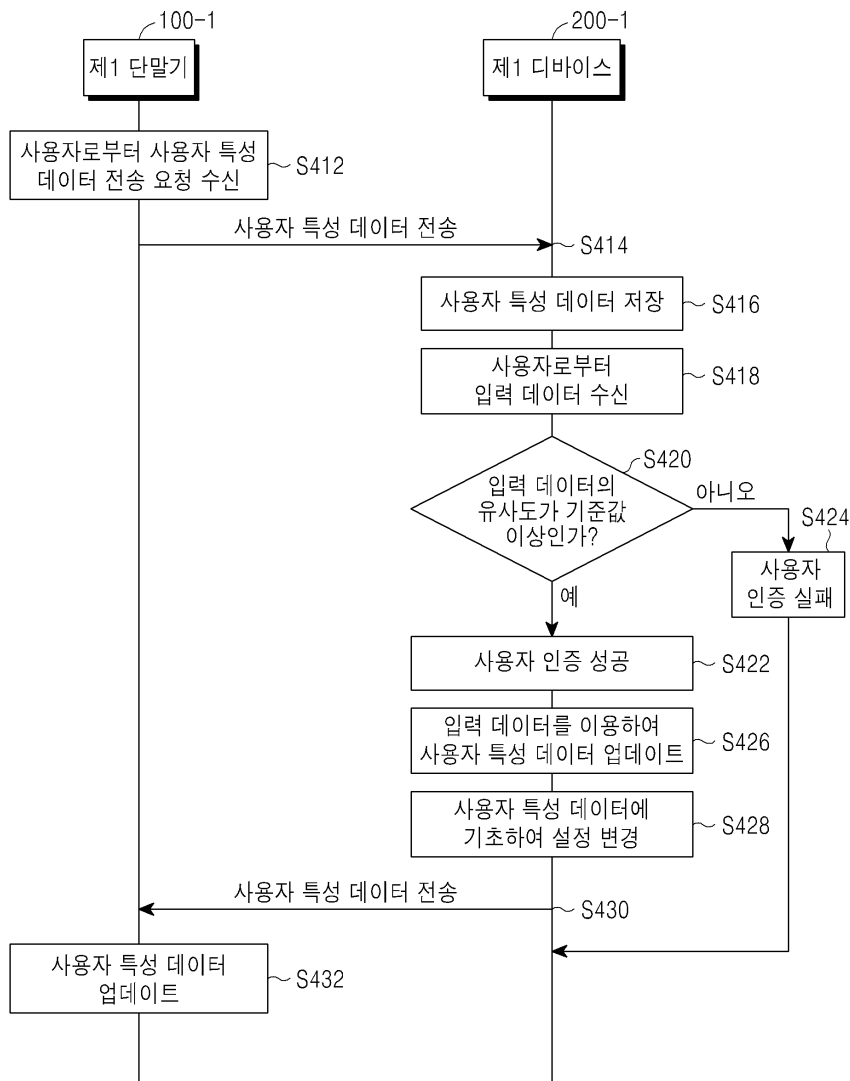 100-1
200-1
제1 단말기
제1 디바이스
사용자로부터 사용자 특성
데이터 전송 요청 수신
S412
사용자 특성 데이터 전송
S414
사용자 특성 데이터 저장
S416
사용자로부터
입력 데이터 수신
S418
S420
입력 데이터의
유사도가 기준값
이상인가?
아니오
S424
사용자
인증 실패
예
사용자 인증 성공
S422
입력 데이터를 이용하여
사용자 특성 데이터 업데이트
S426
사용자 특성 데이터에
기초하여 설정 변경
S428
사용자 특성 데이터 전송
S430
사용자 특성 데이터
업데이트
S432